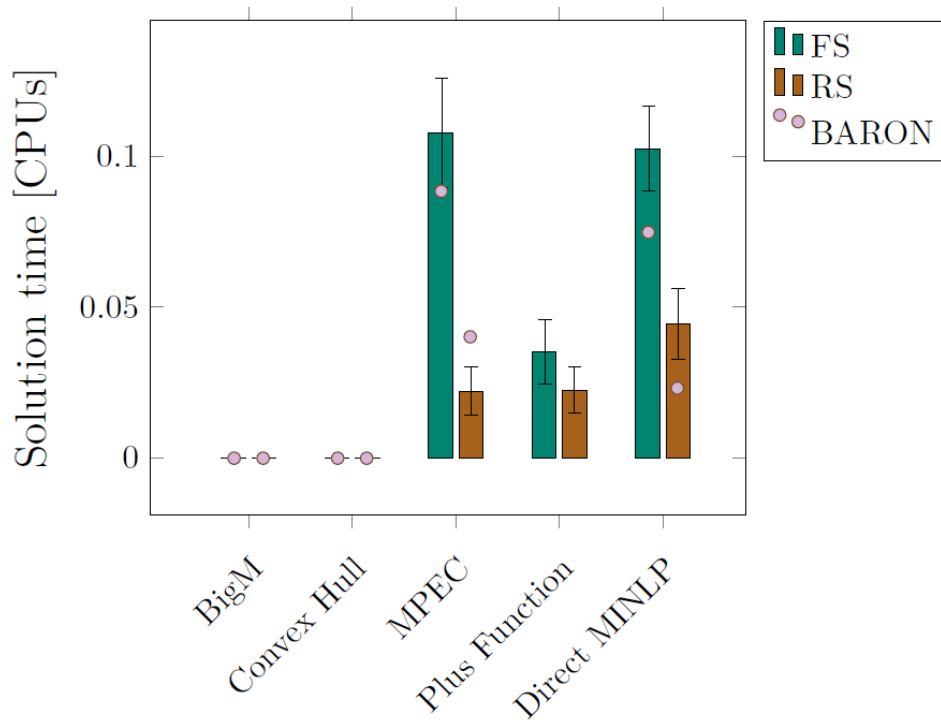 Solution time [CPUs]
0.1
0.05
0
BigM
Convex Hull
MPEC
Plus Function
Direct MINLP
FS
RS
BARON